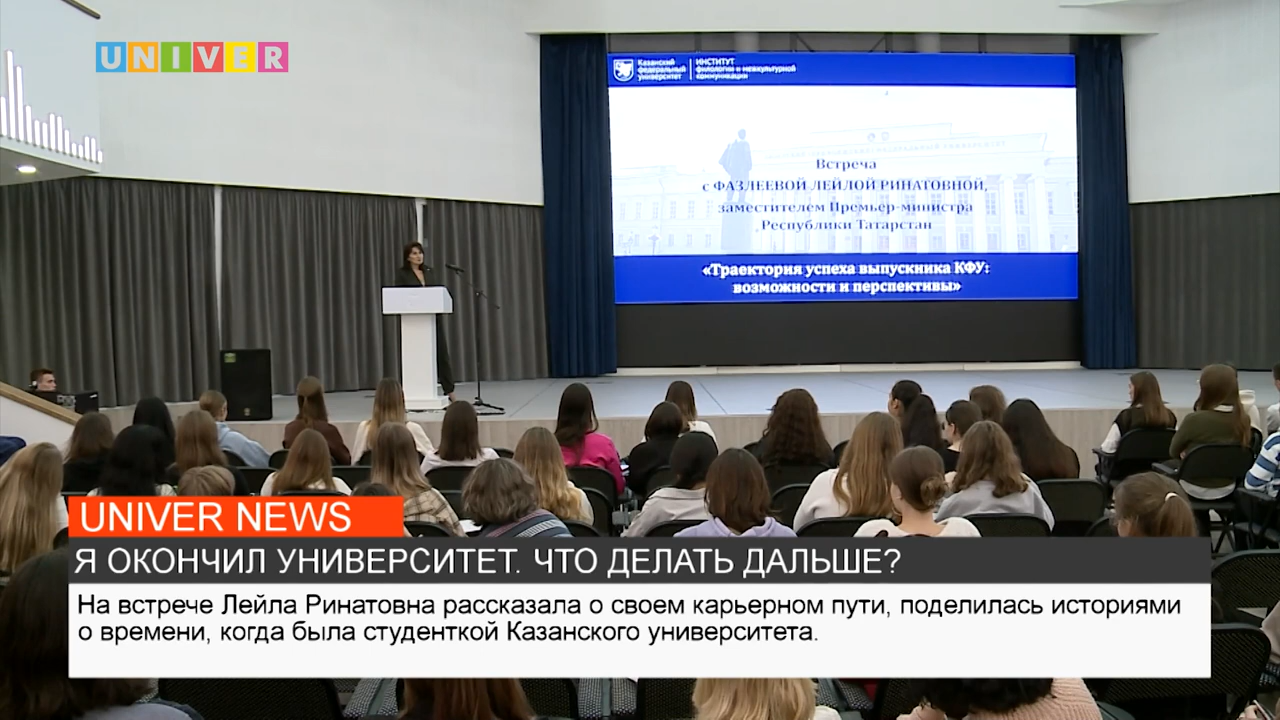 UNIVER
Казанский
федеральный
университет
ИНСТИТУТ
филологии и межкультурной
коммуникации
Встреча
с ФАЗЛЕЕВОЙ ЛЕЙЛОЙ РИНАТОВНОЙ,
заместителем Премьер-министра
Республики Татарстан
«Траектория успеха выпускника КФУ:
возможности и перспективы»
UNIVER NEWS
Я ОКОНЧИЛ УНИВЕРСИТЕТ. ЧТО ДЕЛАТЬ ДАЛЬШЕ?
На встрече Лейла Ринатовна рассказала о своем карьерном пути, поделилась историями
о времени, когда была студенткой Казанского университета.